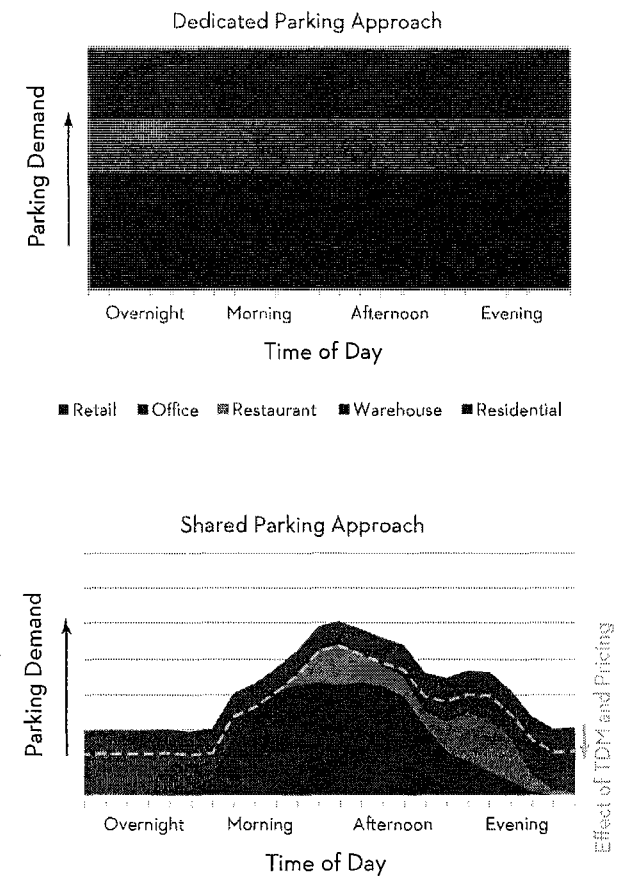 Dedicated Parking Approach
Parking Demand
Overnight Morning Afternoon Evening
Time of Day
Retail Office Restaurant Warehouse Residential
Shared Parking Approach
Parking Demand
Effect of TDM and Pricing
Overnight Morning Afternoon Evening
Time of Day